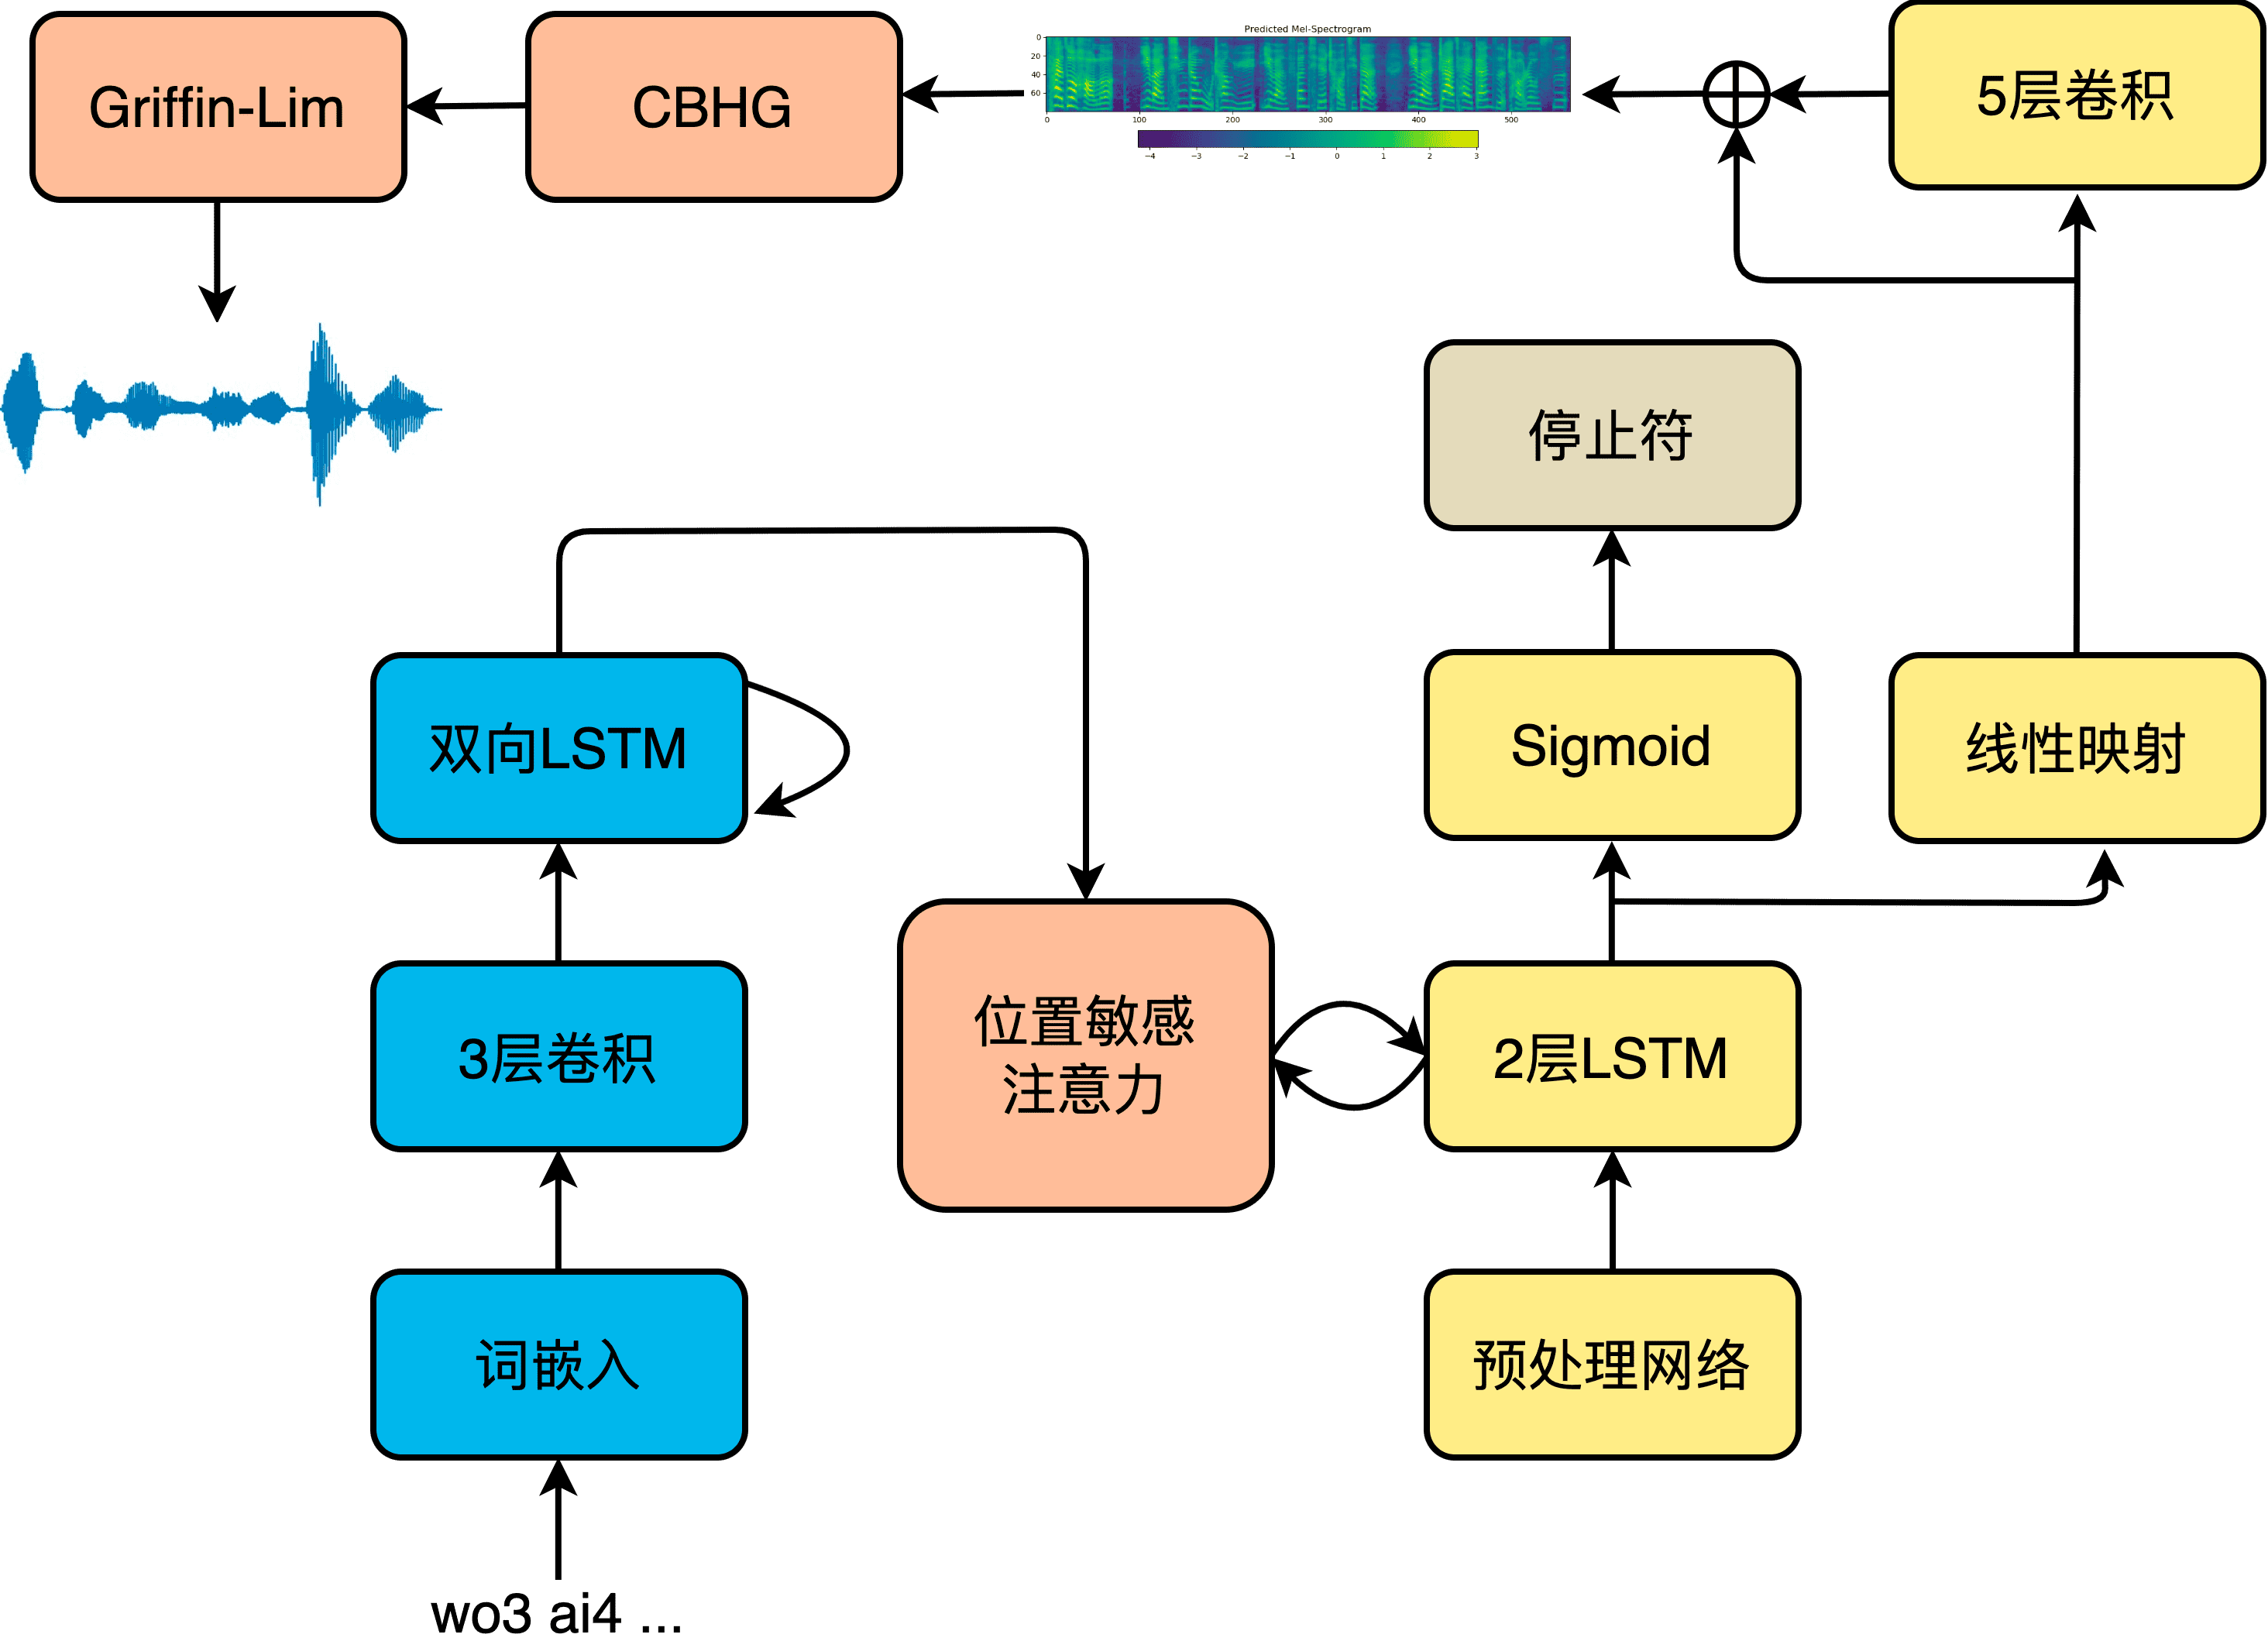 Griffin-Lim
CBHG
Predicted Mel-Spectrogram
0
20
40
60
0 100 200 300 400 500
−4 −3 −2 −1 0 1 2 3
5层卷积
停止符
双向LSTM
Sigmoid
线性映射
3层卷积
位置敏感
注意力
2层LSTM
词嵌入
预处理网络
wo3 ai4 ...